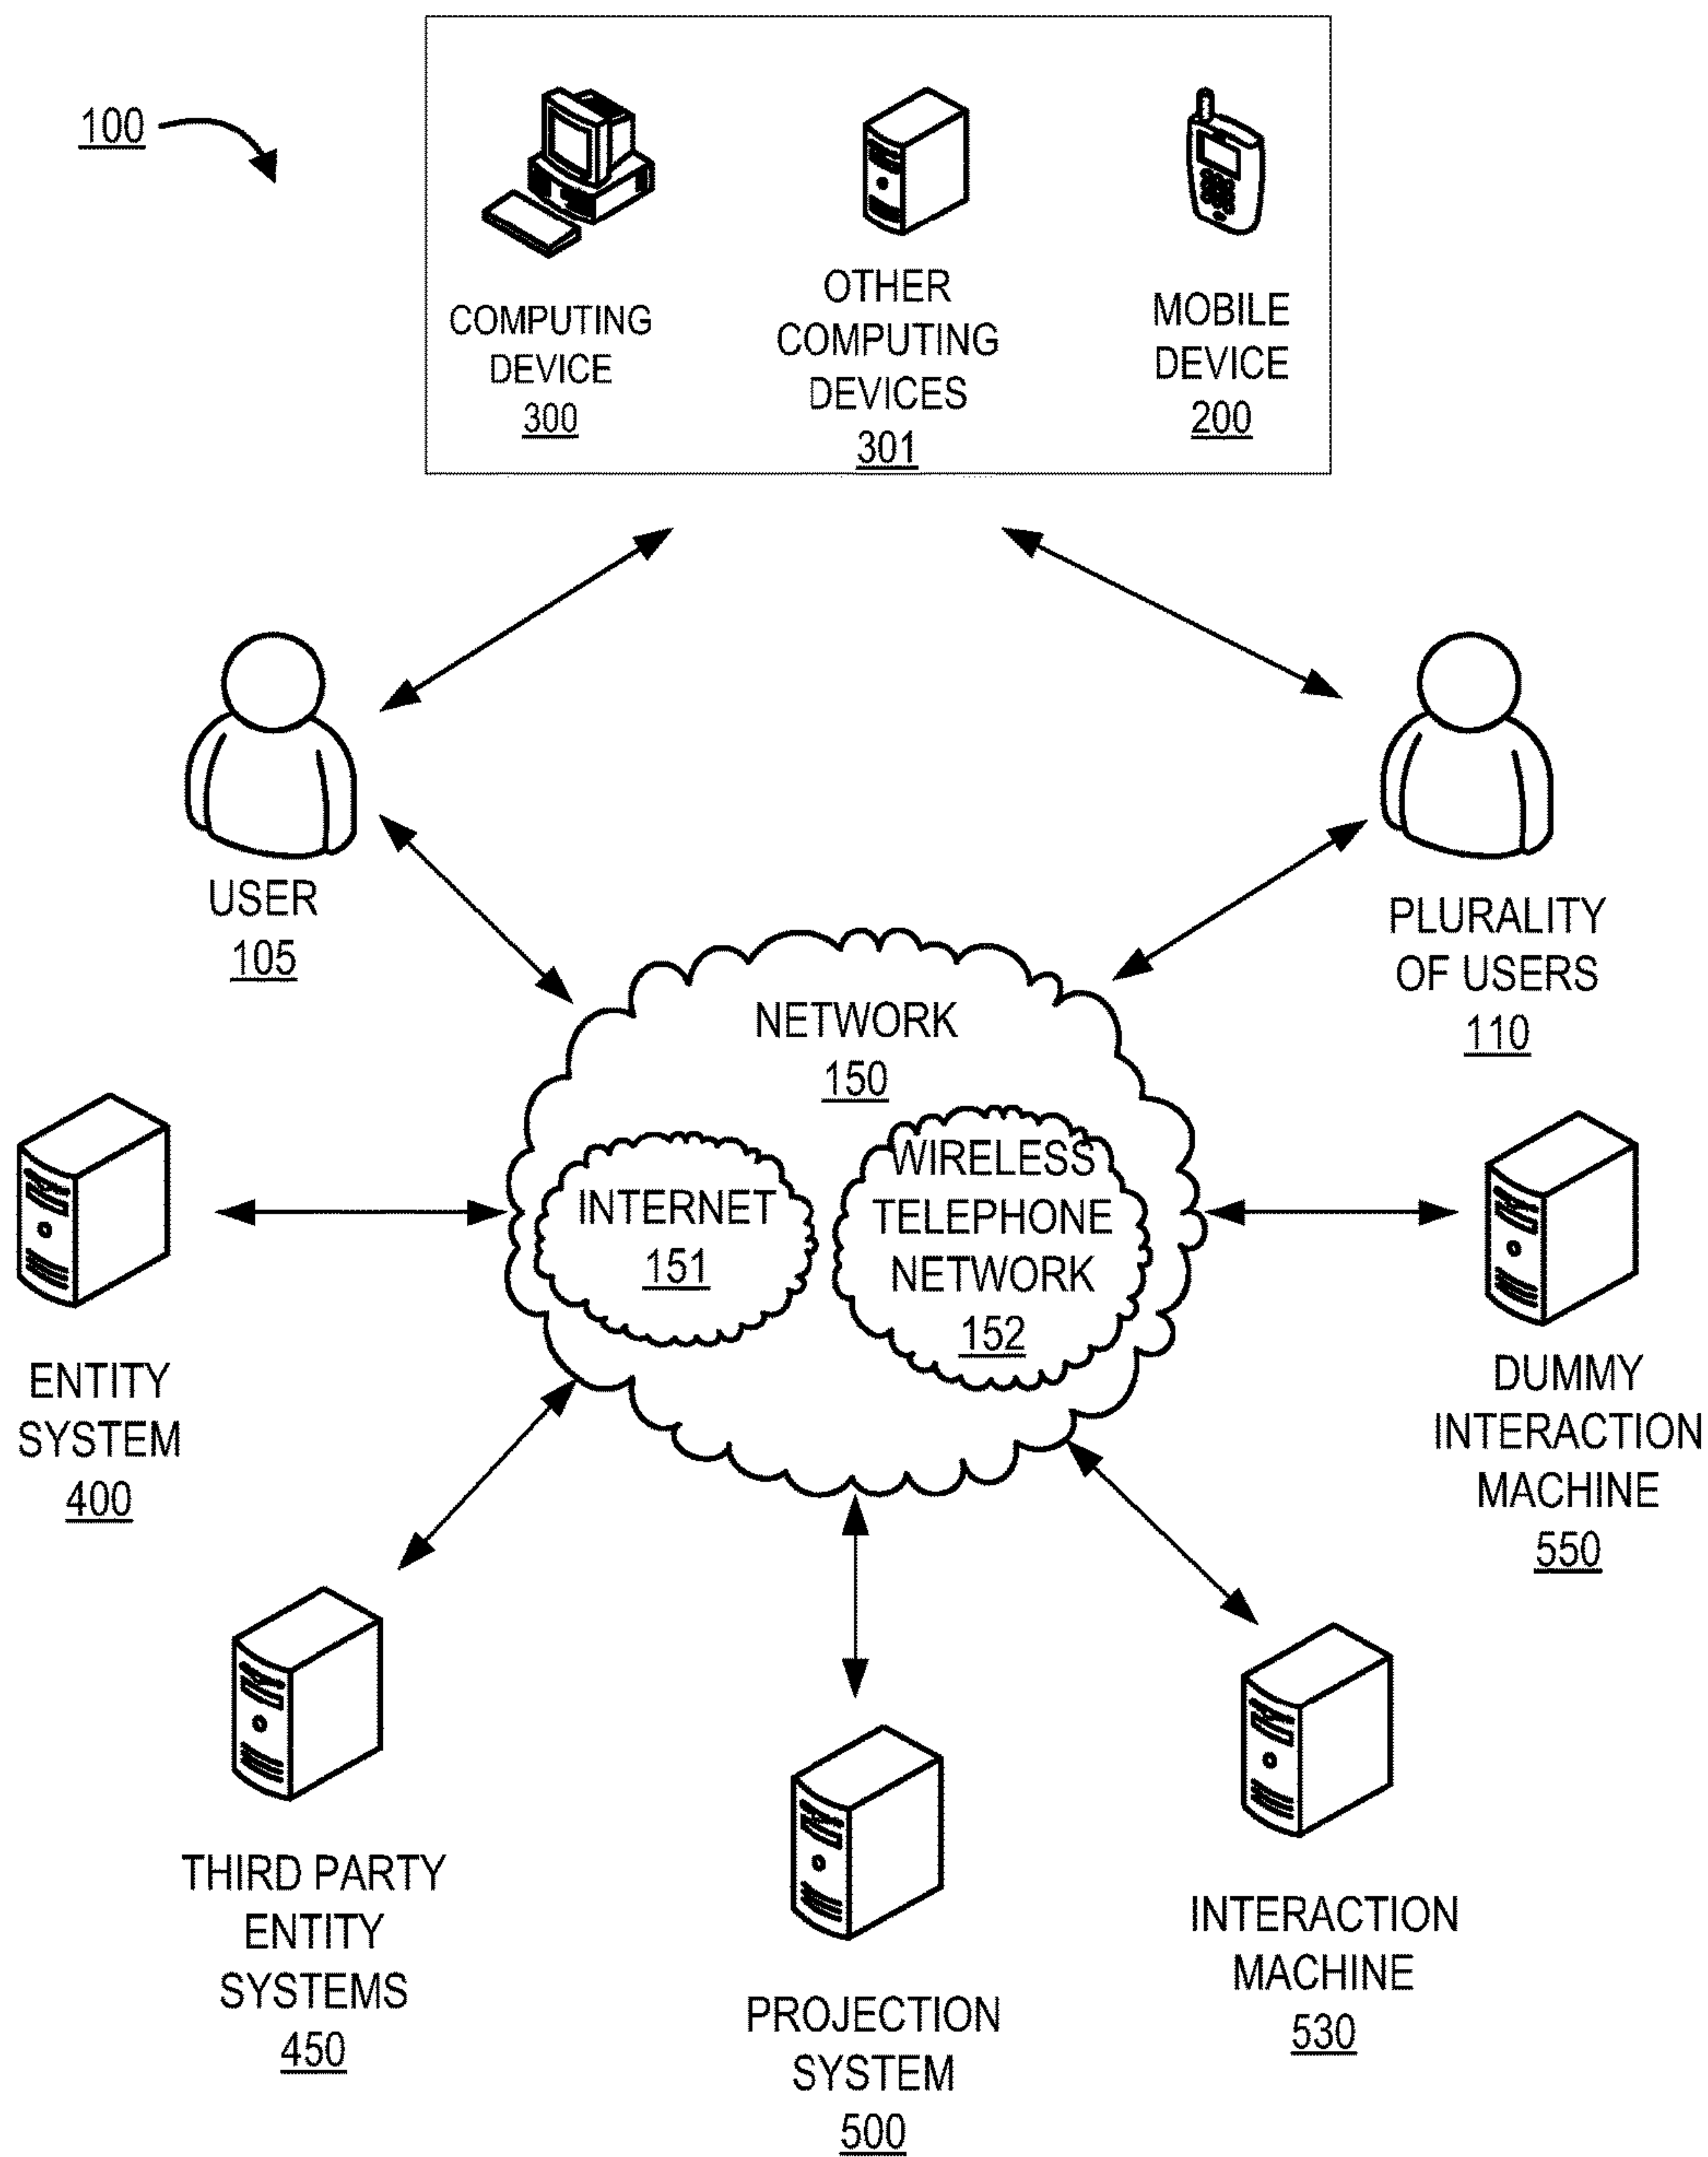 100
COMPUTING
DEVICE
300
OTHER
COMPUTING
DEVICES
301
MOBILE
DEVICE
200
USER
105
PLURALITY
OF USERS
110
NETWORK
150
INTERNET
151
WIRELESS
TELEPHONE
NETWORK
152
ENTITY
SYSTEM
400
DUMMY
INTERACTION
MACHINE
550
THIRD PARTY
ENTITY
SYSTEMS
450
PROJECTION
SYSTEM
500
INTERACTION
MACHINE
530